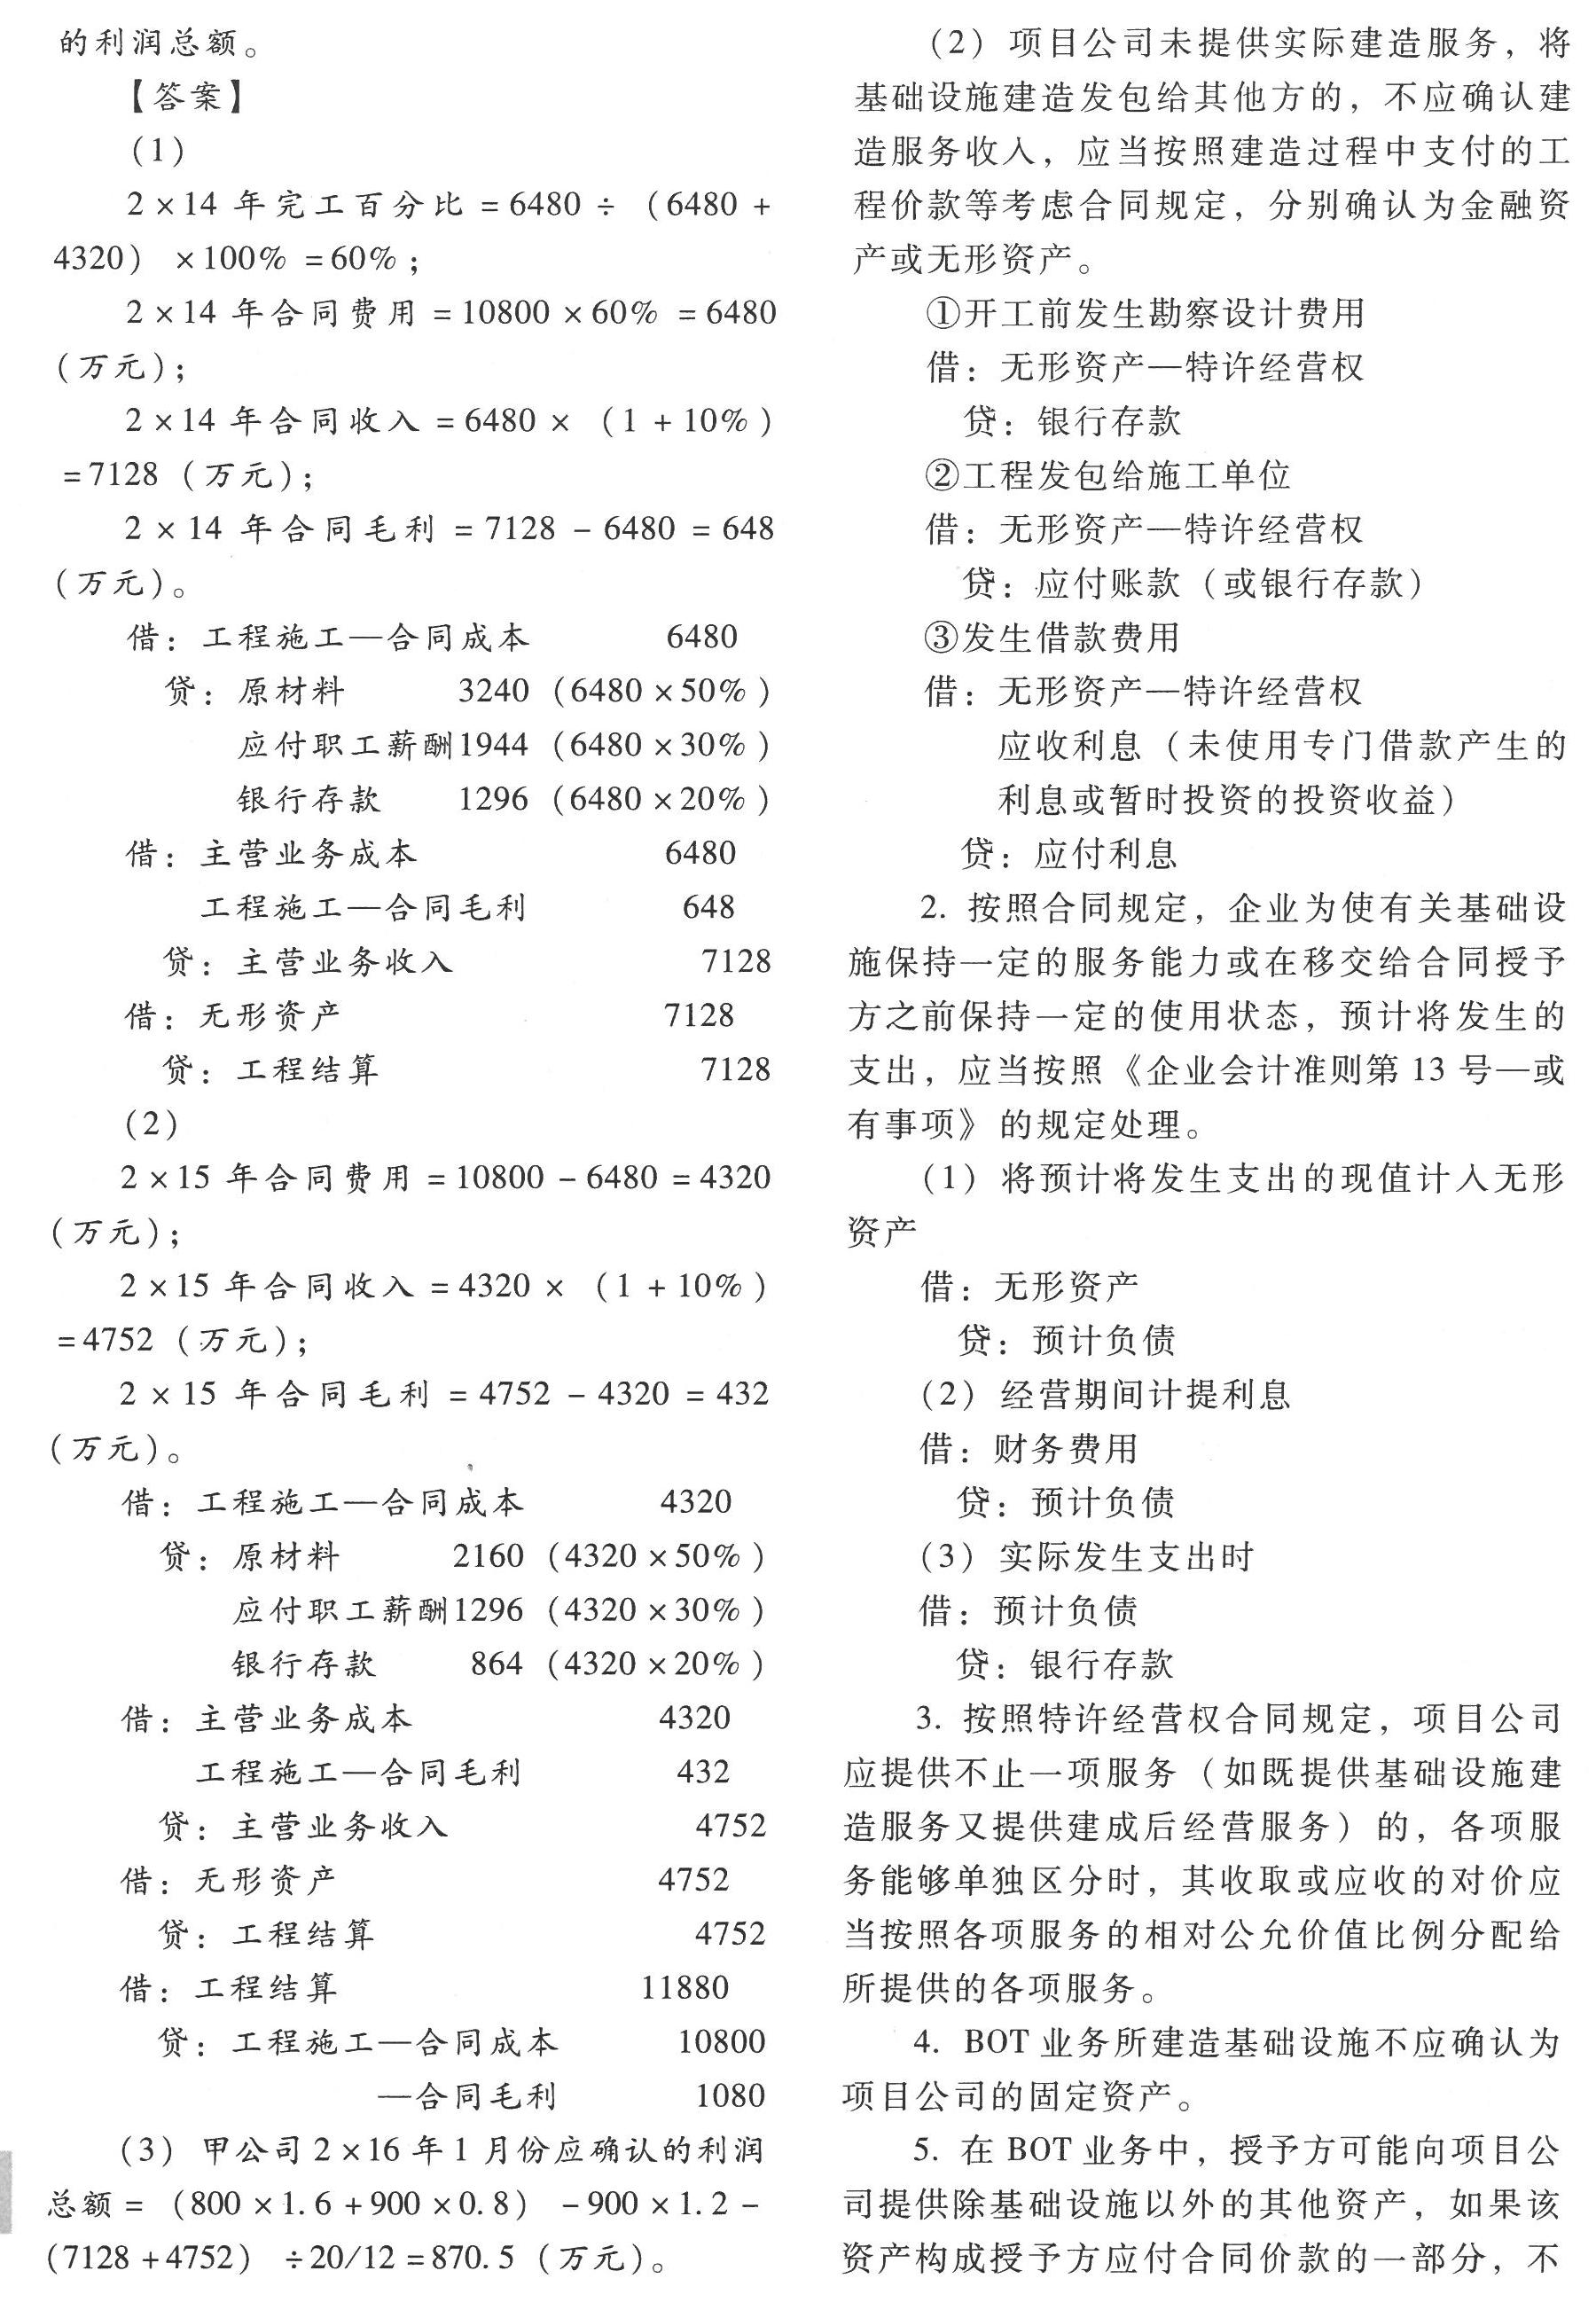 的利润总额。
【答案】
(1)
2×14 年完工百分比 =6480÷ (6480+
4320) ×100% =60%；
2×14 年合同费用 =10800×60% =6480
(万元)；
2×14 年合同收入 =6480× (1+10%)
=7128 (万元)；
2×14 年合同毛利 =7128-6480=648
(万元)。
借：工程施工—合同成本 6480
贷：原材料 3240 (6480×50%)
应付职工薪酬1944 (6480×30%)
银行存款 1296 (6480×20%)
借：主营业务成本 6480
工程施工—合同毛利 648
贷：主营业务收入 7128
借：无形资产 7128
贷：工程结算 7128
(2)
2×15 年合同费用 =10800-6480=4320
(万元)；
2×15 年合同收入 =4320× (1+10%)
=4752 (万元)；
2×15 年合同毛利 =4752-4320=432
(万元)。
借：工程施工—合同成本 4320
贷：原材料 2160 (4320×50%)
应付职工薪酬1296 (4320×30%)
银行存款 864 (4320×20%)
借：主营业务成本 4320
工程施工—合同毛利 432
贷：主营业务收入 4752
借：无形资产 4752
贷：工程结算 4752
借：工程结算 11880
贷：工程施工—合同成本 10800
—合同毛利 1080
(3) 甲公司2×16年1月份应确认的利润
总额= (800×1.6+900×0.8) -900×1.2-
(7128+4752) ÷20/12=870.5 (万元)。
(2) 项目公司未提供实际建造服务，将
基础设施建造发包给其他方的，不应确认建
造服务收入，应当按照建造过程中支付的工
程价款等考虑合同规定，分别确认为金融资
产或无形资产。
①开工前发生勘察设计费用
借：无形资产—特许经营权
贷：银行存款
②工程发包给施工单位
借：无形资产—特许经营权
贷：应付账款（或银行存款）
③发生借款费用
借：无形资产—特许经营权
应收利息（未使用专门借款产生的
利息或暂时投资的投资收益）
贷：应付利息
2. 按照合同规定，企业为使有关基础设
施保持一定的服务能力或在移交给合同授予
方之前保持一定的使用状态，预计将发生的
支出，应当按照《企业会计准则第 13 号—或
有事项》的规定处理。
(1) 将预计将发生支出的现值计入无形
资产
借：无形资产
贷：预计负债
(2) 经营期间计提利息
借：财务费用
贷：预计负债
(3) 实际发生支出时
借：预计负债
贷：银行存款
3. 按照特许经营权合同规定，项目公司
应提供不止一项服务（如既提供基础设施建
造服务又提供建成后经营服务）的，各项服
务能够单独区分时，其收取或应收的对价应
当按照各项服务的相对公允价值比例分配给
所提供的各项服务。
4. BOT 业务所建造基础设施不应确认为
项目公司的固定资产。
5. 在 BOT 业务中，授予方可能向项目公
司提供除基础设施以外的其他资产，如果该
资产构成授予方应付合同价款的一部分，不